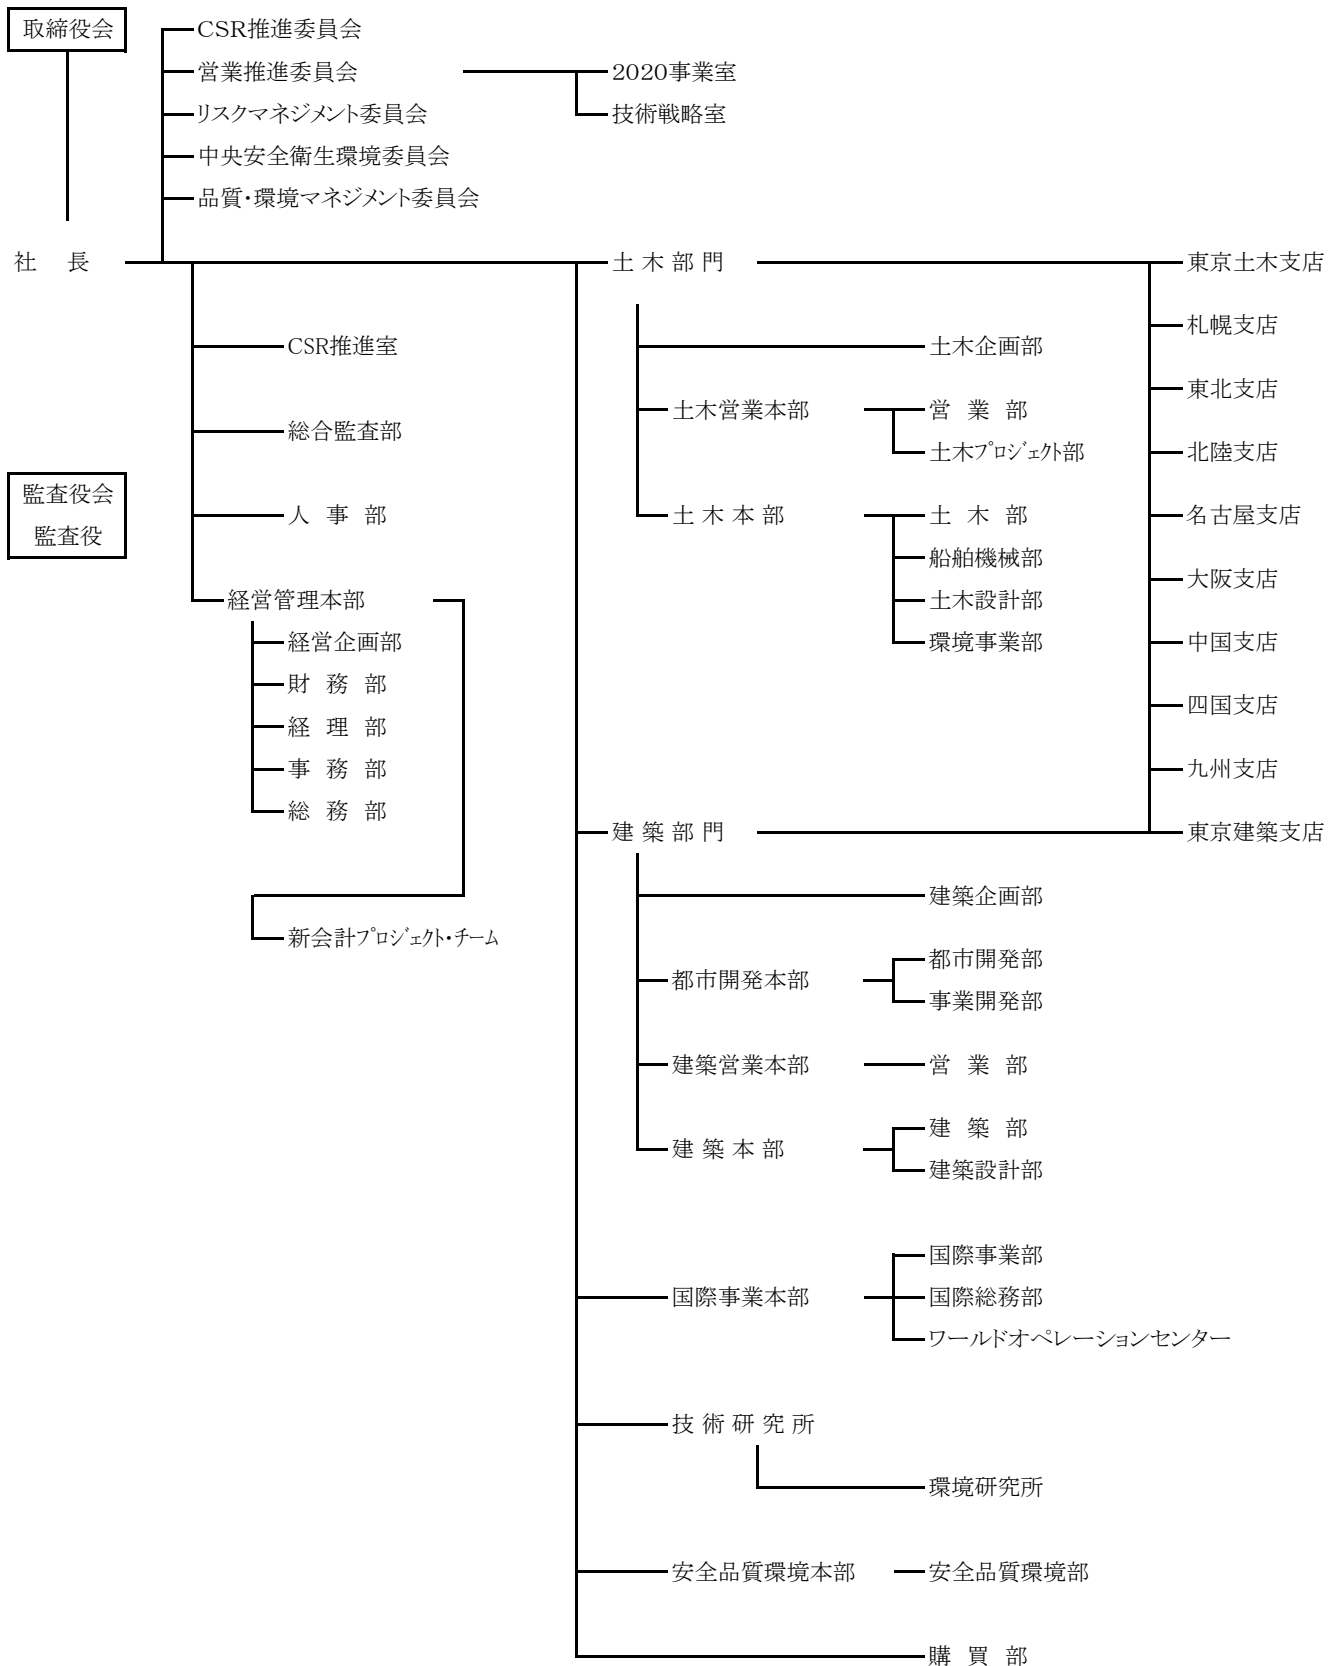 取締役会
CSR推進委員会
営業推進委員会
2020事業室
リスクマネジメント委員会
技術戦略室
中央安全衛生環境委員会
品質・環境マネジメント委員会
社　長
土木部門
東京土木支店
札幌支店
CSR推進室
土木企画部
東北支店
土木営業本部
営　業　部
総合監査部
土木プロジェクト部
北陸支店
監査役会
監査役
人　事　部
土木本部
土　木　部
名古屋支店
船舶機械部
大阪支店
経営管理本部
土木設計部
経営企画部
環境事業部
中国支店
財　務　部
四国支店
経　理　部
事　務　部
九州支店
総　務　部
建築部門
東京建築支店
建築企画部
新会計プロジェクト・チーム
都市開発部
都市開発本部
事業開発部
建築営業本部
営　業　部
建　築　部
建築本部
建築設計部
国際事業部
国際事業本部
国際総務部
ワールドオペレーションセンター
技術研究所
環境研究所
安全品質環境本部
安全品質環境部
購　買　部